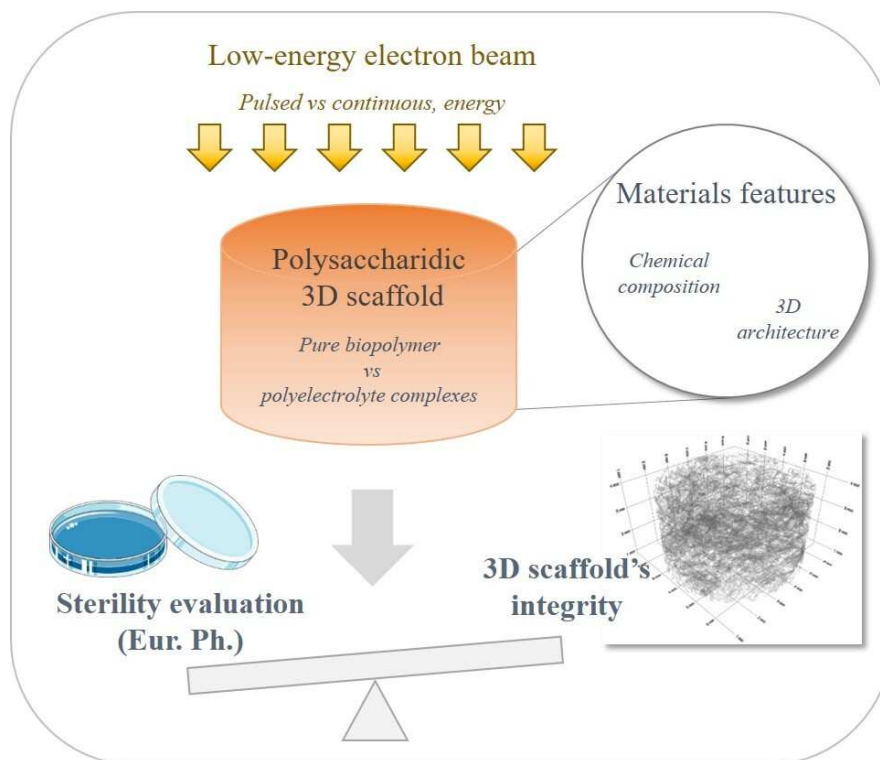 Low-energy electron beam
Pulsed vs continuous, energy
Materials features
Chemical
composition
3D
architecture
Polysaccharidic
3D scaffold
Pure biopolymer
vs
polyelectrolyte complexes
Sterility evaluation
(Eur. Ph.)
3D scaffold's
integrity